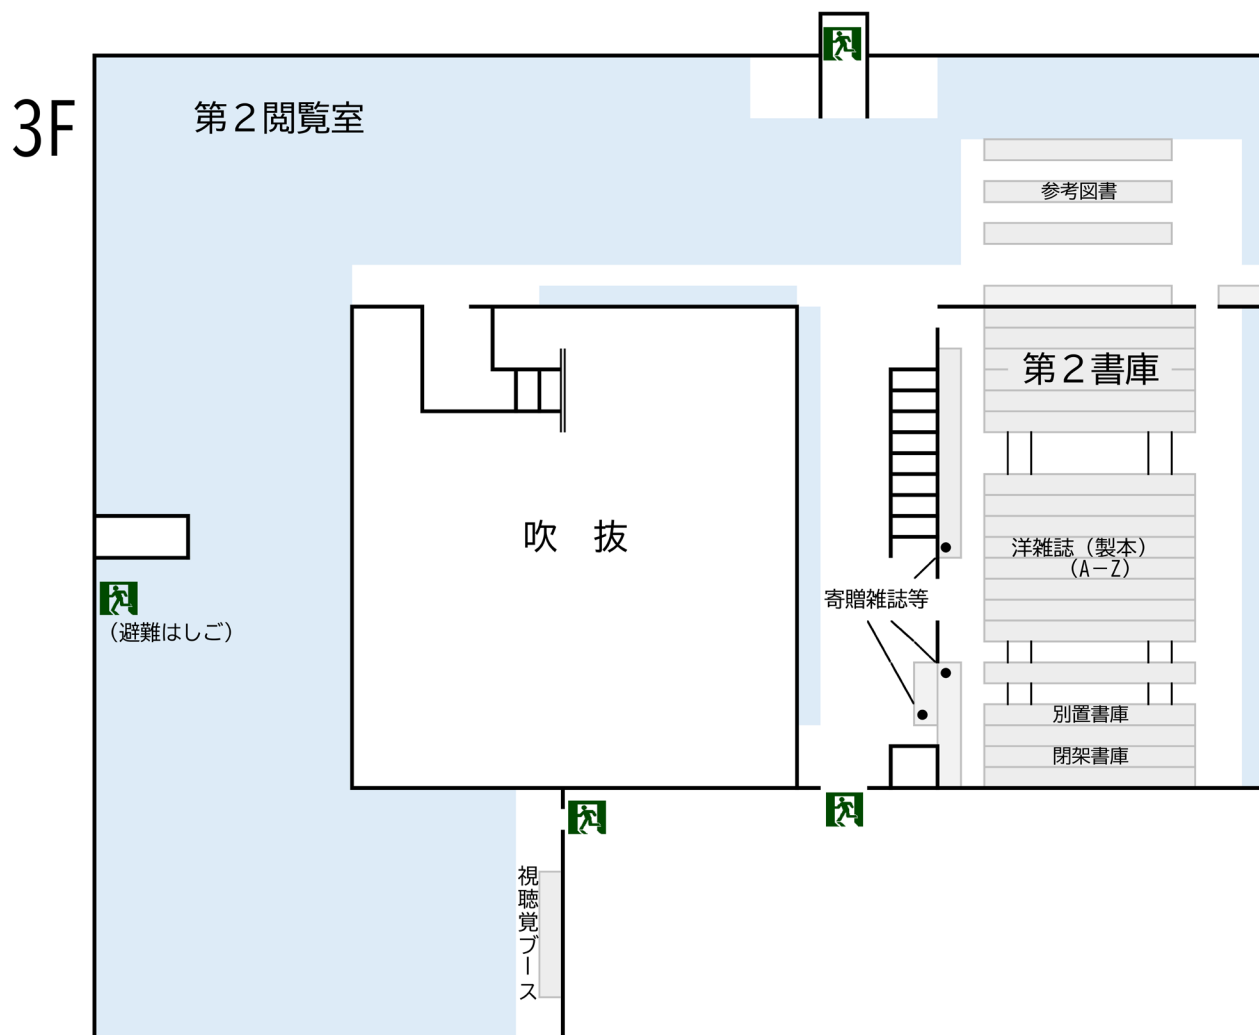 3F
第２閲覧室
参考図書
第２書庫
吹　抜
洋雑誌（製本）
（A－Z）
寄贈雑誌等
（避難はしご）
別置書庫
閉架書庫
視聴覚ブース